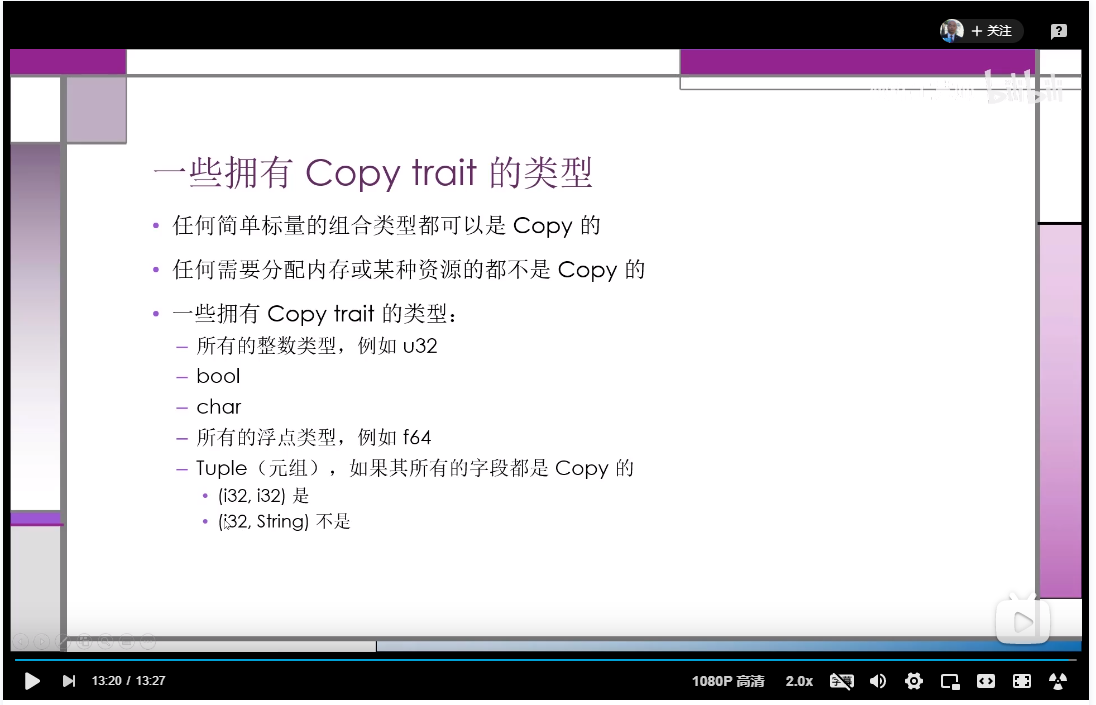 + 关注
bilibili
一些拥有 Copy trait 的类型
• 任何简单标量的组合类型都可以是 Copy 的
• 任何需要分配内存或某种资源的都不是 Copy 的
• 一些拥有 Copy trait 的类型：
– 所有的整数类型，例如 u32
– bool
– char
– 所有的浮点类型，例如 f64
– Tuple（元组），如果其所有的字段都是 Copy 的
• (i32, i32) 是
• (i32, String) 不是
13:20 / 13:27 1080P 高清 2.0x 字幕